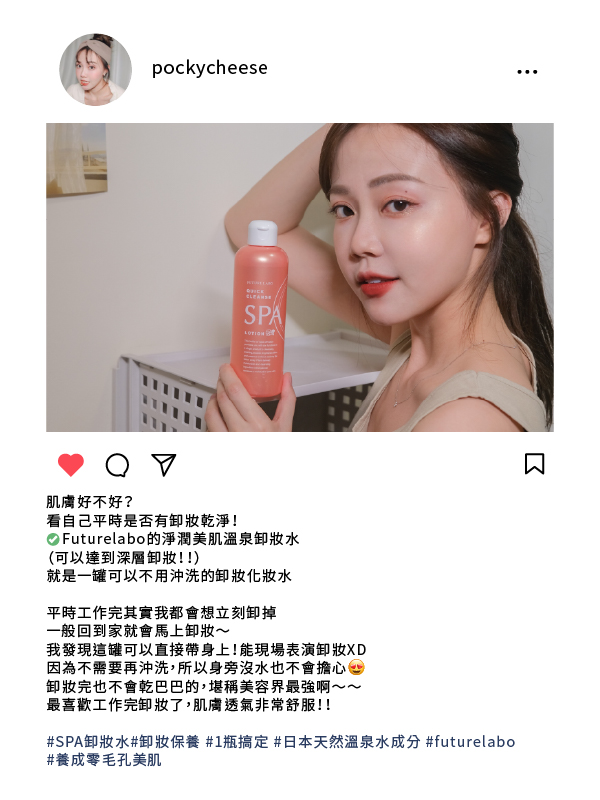 pockycheese
QUICK
CLEANSE
SPA
LOTION
肌膚好不好？
看自己平時是否有卸妝乾淨！
✅Futurelabo的淨潤美肌溫泉卸妝水
（可以達到深層卸妝！！）
就是一罐可以不用沖洗的卸妝化妝水
平時工作完其實我都會想立刻卸掉
一般回到家就會馬上卸妝～
我發現這罐可以直接帶身上！能現場表演卸妝XD
因為不需要再沖洗，所以身旁沒水也不會擔心😍
卸妝完也不會乾巴巴的，堪稱美容界最強啊～～
最喜歡工作完卸妝了，肌膚透氣非常舒服！！
#SPA卸妝水#卸妝保養 #1瓶搞定 #日本天然溫泉水成分 #futurelabo
#養成零毛孔美肌